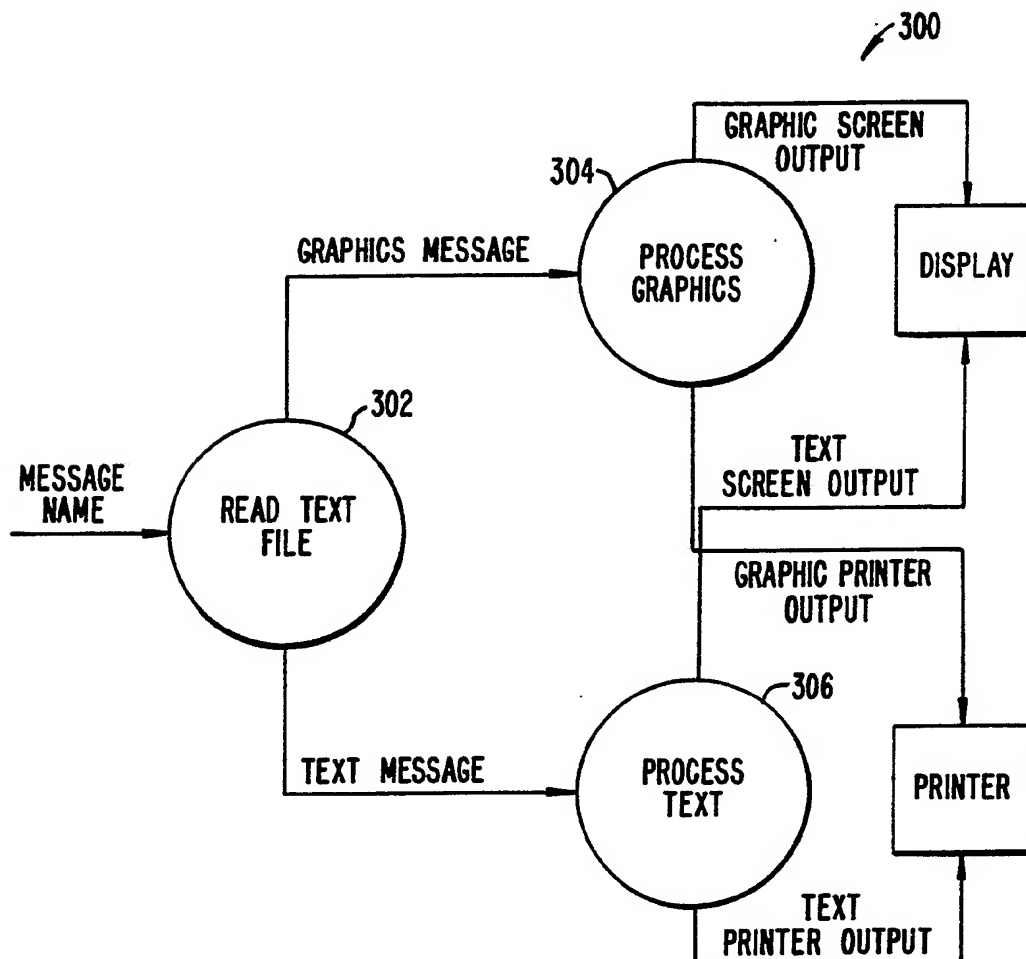 300
GRAPHIC SCREEN
OUTPUT
304
GRAPHICS MESSAGE
PROCESS
GRAPHICS
DISPLAY
302
MESSAGE
NAME
READ TEXT
FILE
TEXT
SCREEN OUTPUT
GRAPHIC PRINTER
OUTPUT
306
TEXT MESSAGE
PROCESS
TEXT
PRINTER
TEXT
PRINTER OUTPUT